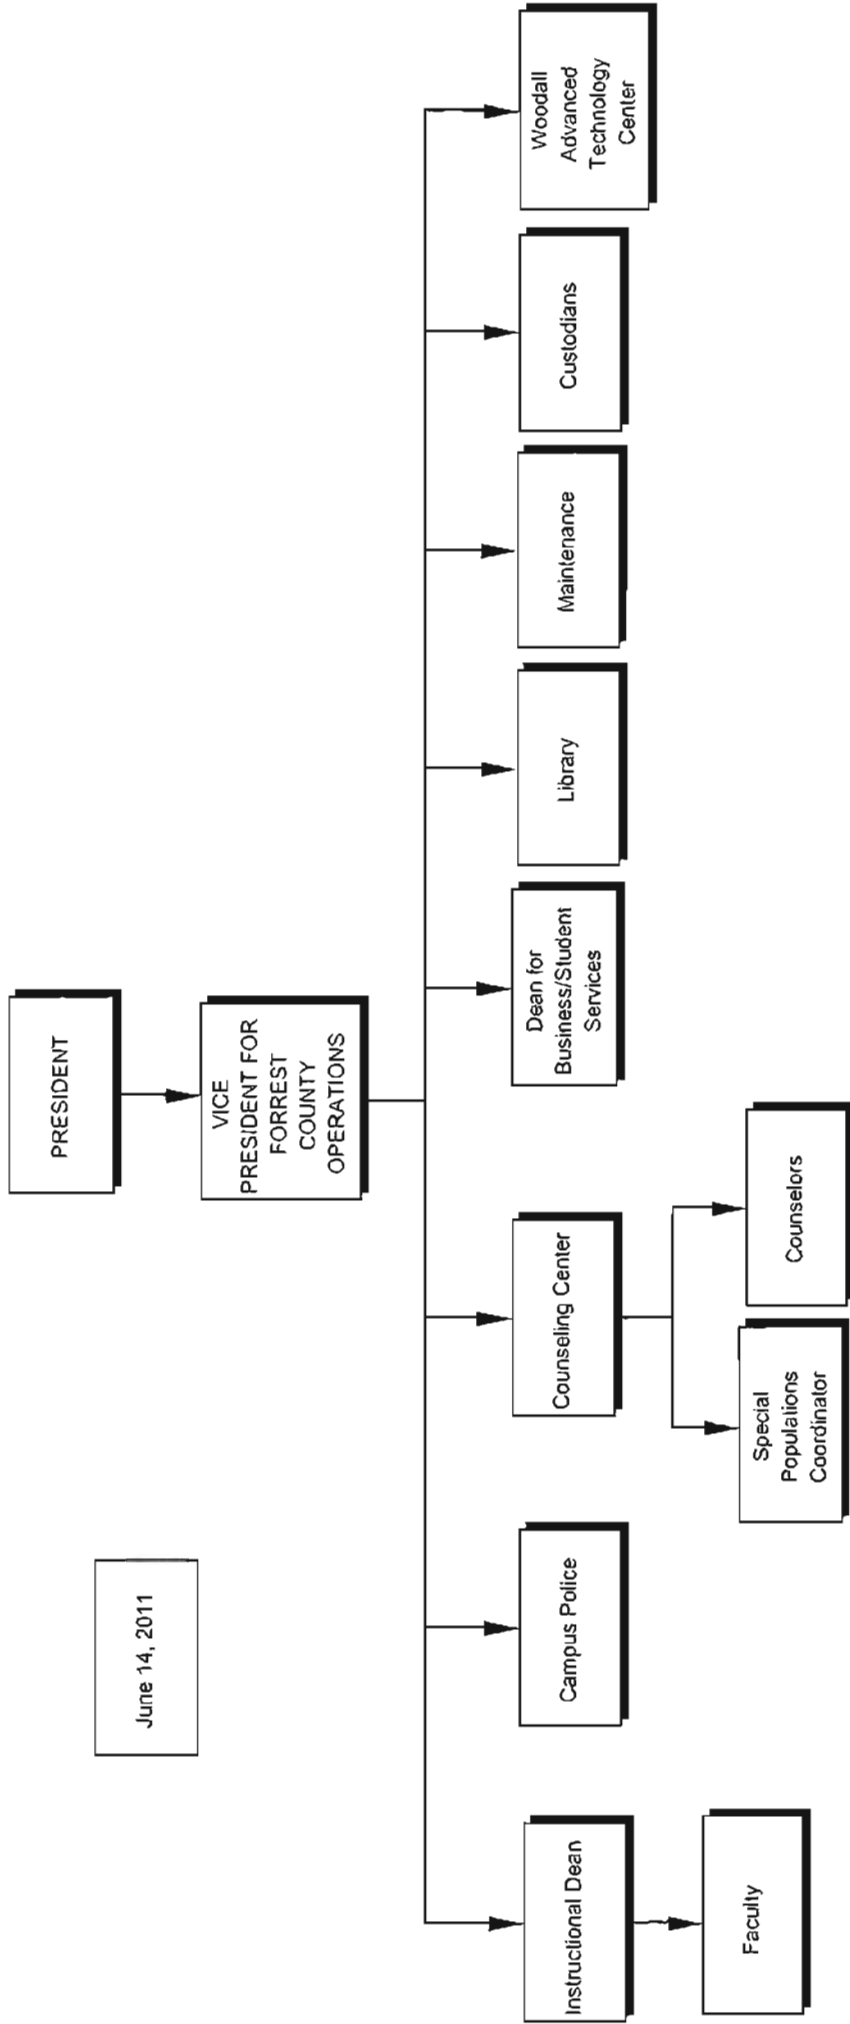 June 14, 2011
PRESIDENT
VICE
PRESIDENT FOR
FORREST
COUNTY
OPERATIONS
Instructional Dean
Campus Police
Counseling Center
Dean for
Business/Student
Services
Library
Maintenance
Custodians
Woodall
Advanced
Technology
Center
Faculty
Special
Populations
Coordinator
Counselors